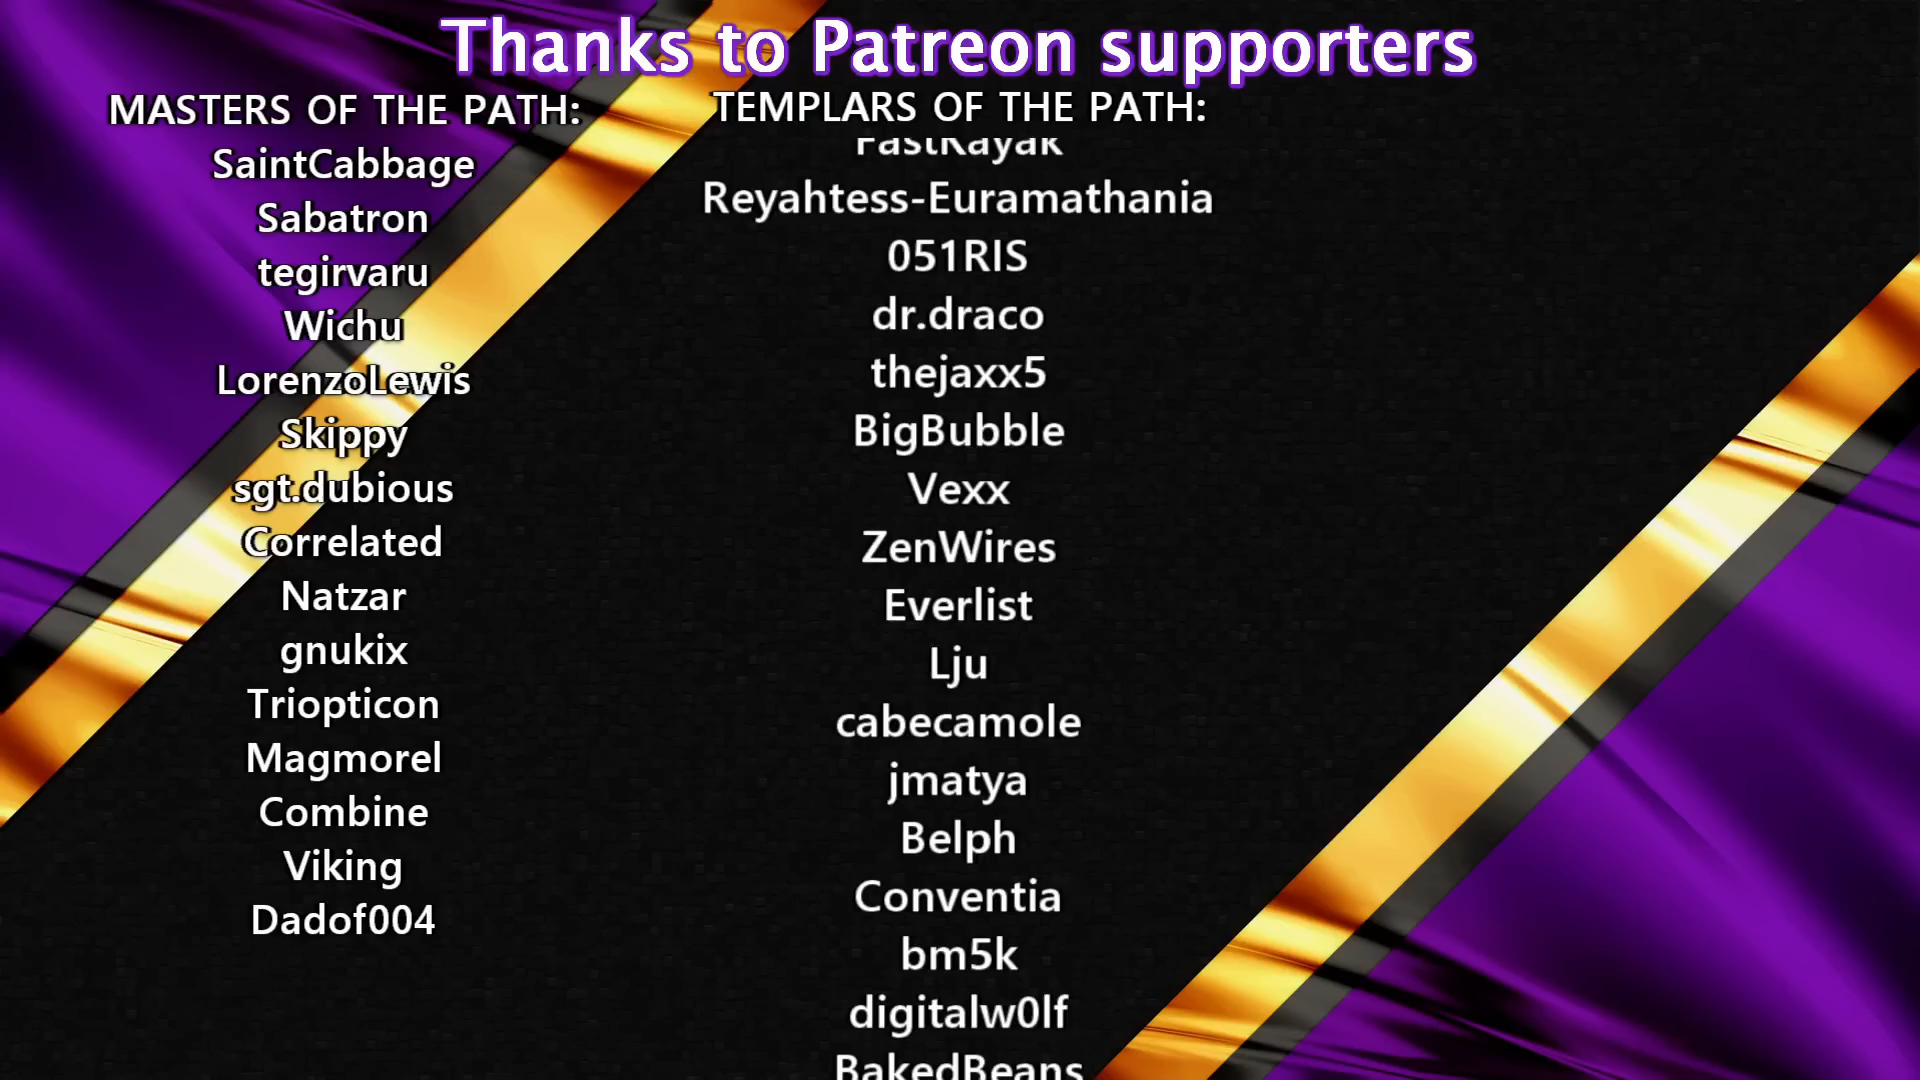 Thanks to Patreon supporters
MASTERS OF THE PATH:
SaintCabbage
Sabatron
tegirvaru
Wichu
LorenzoLewis
Skippy
sgt.dubious
Correlated
Natzar
gnukix
Triopticon
Magmorel
Combine
Viking
Dadof004
TEMPLARS OF THE PATH:
FastKayak
Reyahtess-Euramathania
051RIS
dr.draco
thejaxx5
BigBubble
Vexx
ZenWires
Everlist
Lju
cabecamole
jmatya
Belph
Conventia
bm5k
digitalw0lf
BakedBeans